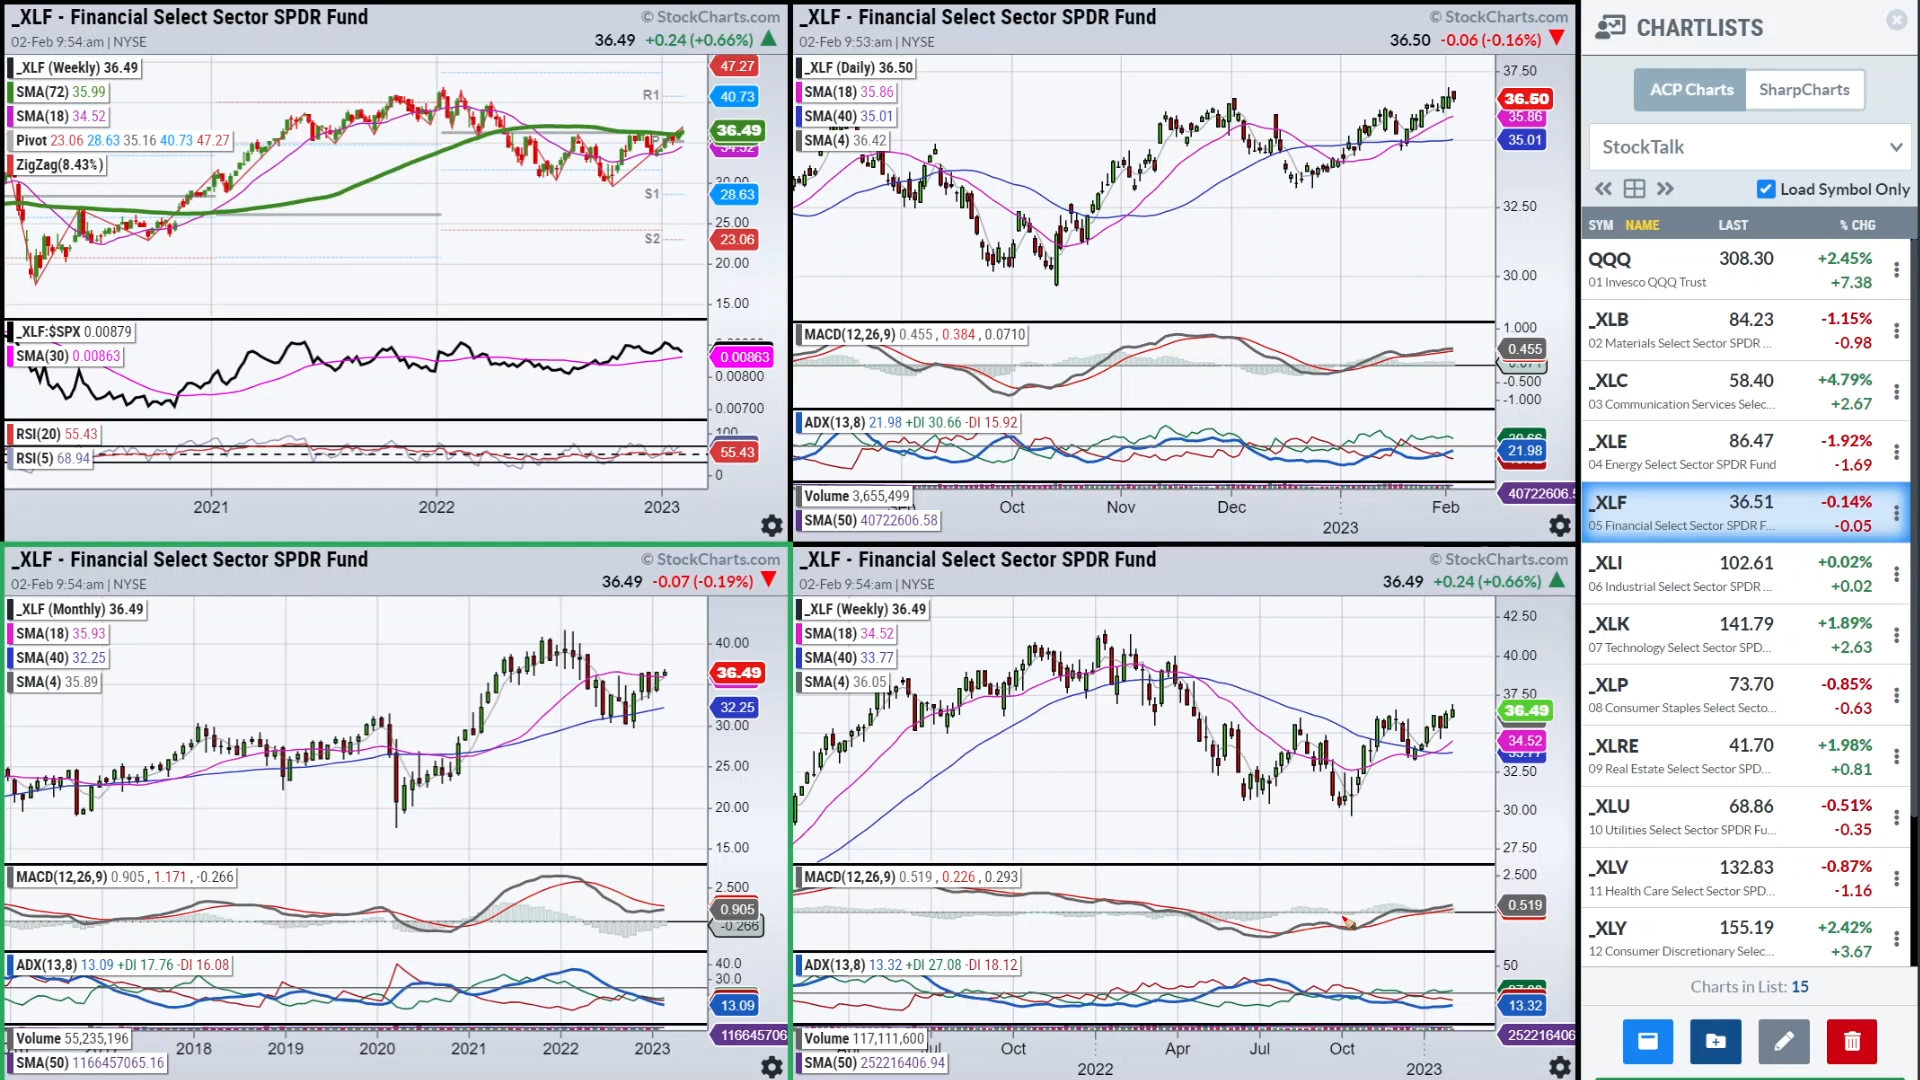 _XLF - Financial Select Sector SPDR Fund
© StockCharts.com
02-Feb 9:54:am | NYSE
36.49 +0.24 (+0.66%)
_XLF (Weekly) 36.49
SMA(72) 35.99
SMA(18) 34.52
Pivot 23.06 28.63 35.16 40.73 47.27
ZigZag(8.43%)
R1
S1
S2
47.27
40.73
36.49
34.52
30.00
28.63
25.00
23.06
20.00
15.00
_XLF:$SPX 0.00879
SMA(30) 0.00863
0.00863
0.00800
0.00700
RSI(20) 55.43
RSI(5) 68.94
100
55.43
0
2021 2022 2023
_XLF - Financial Select Sector SPDR Fund
© StockCharts.com
02-Feb 9:53:am | NYSE
36.50 -0.06 (-0.16%)
_XLF (Daily) 36.50
SMA(18) 35.86
SMA(40) 35.01
SMA(4) 36.42
37.50
36.50
35.86
35.01
32.50
30.00
MACD(12,26,9) 0.455, 0.384, 0.0710
1.000
0.455
-0.500
-1.000
ADX(13,8) 21.98 +DI 30.66 -DI 15.92
21.98
Volume 3,655,499
SMA(50) 40722606.58
40722606.5
Oct Nov Dec 2023 Feb
_XLF - Financial Select Sector SPDR Fund
© StockCharts.com
02-Feb 9:54:am | NYSE
36.49 -0.07 (-0.19%)
_XLF (Monthly) 36.49
SMA(18) 35.93
SMA(40) 32.25
SMA(4) 35.89
40.00
36.49
32.25
30.00
25.00
20.00
15.00
MACD(12,26,9) 0.905, 1.171, -0.266
2.500
0.905
-0.266
ADX(13,8) 13.09 +DI 17.76 -DI 16.08
40.0
30.0
13.09
Volume 55,235,196
SMA(50) 1166457065.16
116645706
2018 2019 2020 2021 2022 2023
_XLF - Financial Select Sector SPDR Fund
© StockCharts.com
02-Feb 9:54:am | NYSE
36.49 +0.24 (+0.66%)
_XLF (Weekly) 36.49
SMA(18) 34.52
SMA(40) 33.77
SMA(4) 36.05
42.50
40.00
37.50
36.49
34.52
33.77
32.50
30.00
27.50
MACD(12,26,9) 0.519, 0.226, 0.293
2.500
0.519
ADX(13,8) 13.32 +DI 27.08 -DI 18.12
50
13.32
Volume 117,111,600
SMA(50) 252216406.94
252216406
Oct 2022 Apr Jul Oct 2023
CHARTLISTS
ACP Charts SharpCharts
StockTalk
Load Symbol Only
SYM NAME LAST % CHG
QQQ 308.30 +2.45%
01 Invesco QQQ Trust +7.38
_XLB 84.23 -1.15%
02 Materials Select Sector SPDR ... -0.98
_XLC 58.40 +4.79%
03 Communication Services Selec... +2.67
_XLE 86.47 -1.92%
04 Energy Select Sector SPDR Fund -1.69
_XLF 36.51 -0.14%
05 Financial Select Sector SPDR F... -0.05
_XLI 102.61 +0.02%
06 Industrial Select Sector SPDR ... +0.02
_XLK 141.79 +1.89%
07 Technology Select Sector SPD... +2.63
_XLP 73.70 -0.85%
08 Consumer Staples Select Secto... -0.63
_XLRE 41.70 +1.98%
09 Real Estate Select Sector SPD... +0.81
_XLU 68.86 -0.51%
10 Utilities Select Sector SPDR Fu... -0.35
_XLV 132.83 -0.87%
11 Health Care Select Sector SPD... -1.16
_XLY 155.19 +2.42%
12 Consumer Discretionary Selec... +3.67
Charts in List: 15